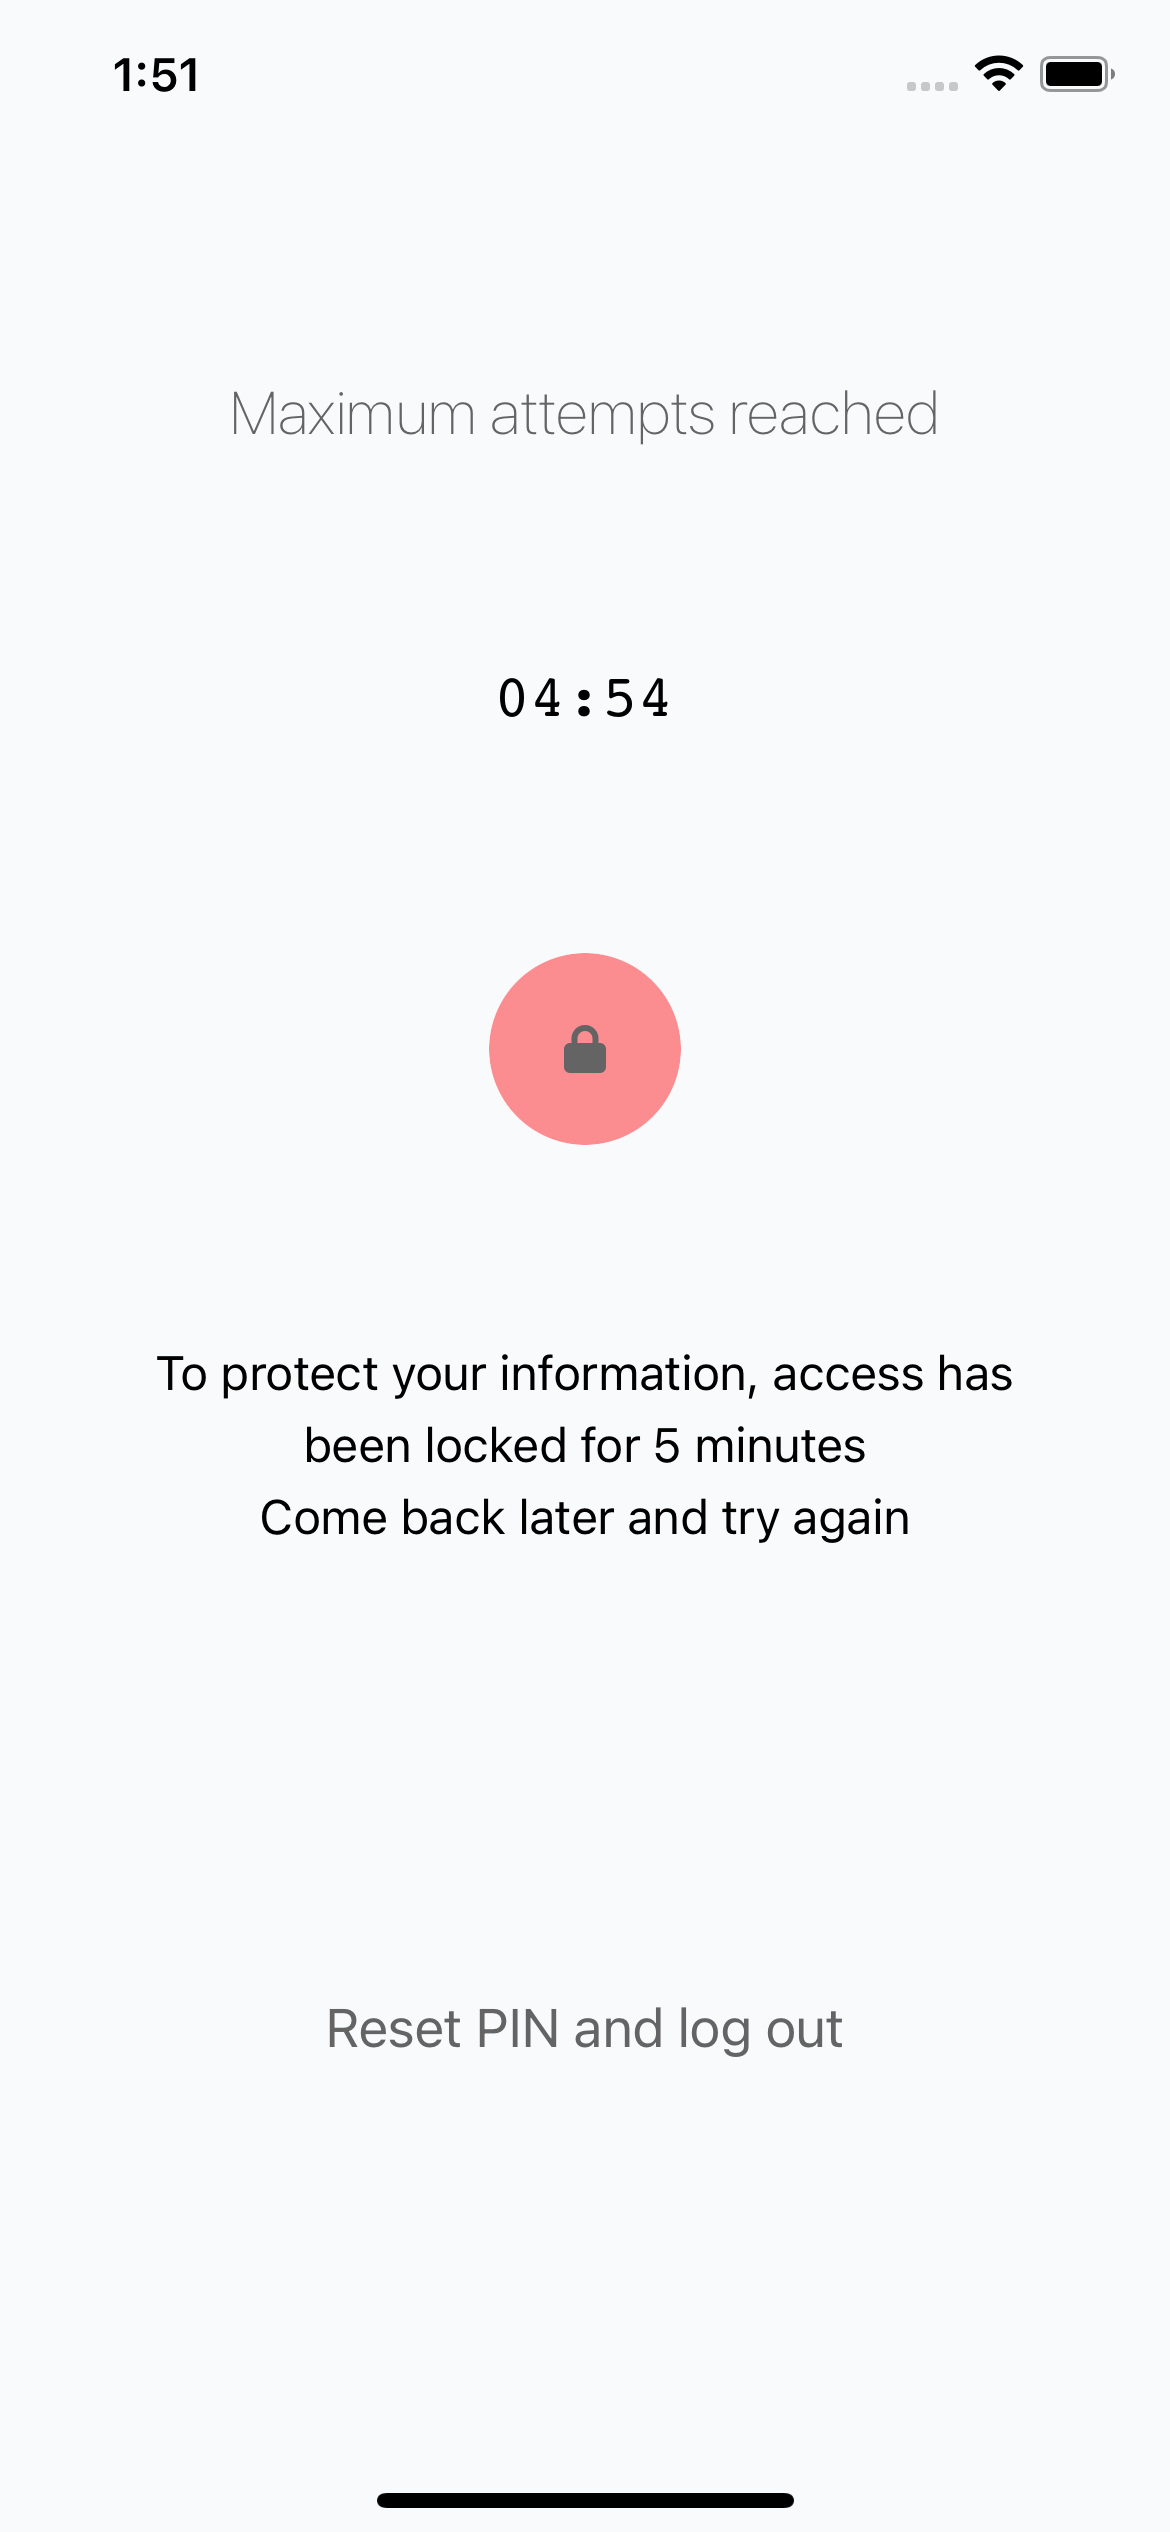 1:51
Maximum attempts reached
04:54
To protect your information, access has
been locked for 5 minutes
Come back later and try again
Reset PIN and log out